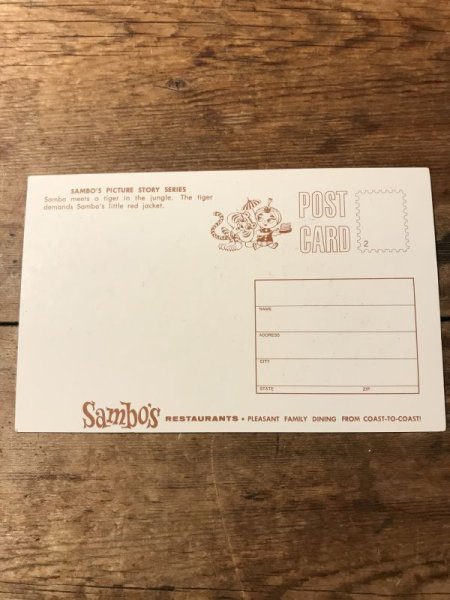 SAMBO'S PICTURE STORY SERIES
Sambo meets a tiger in the jungle. The tiger
demands Sambo's little red jacket.
POST
CARD
2
NAME
ADDRESS
CITY
STATE ZIP
Sambo's RESTAURANTS • PLEASANT FAMILY DINING FROM COAST-TO-COAST!